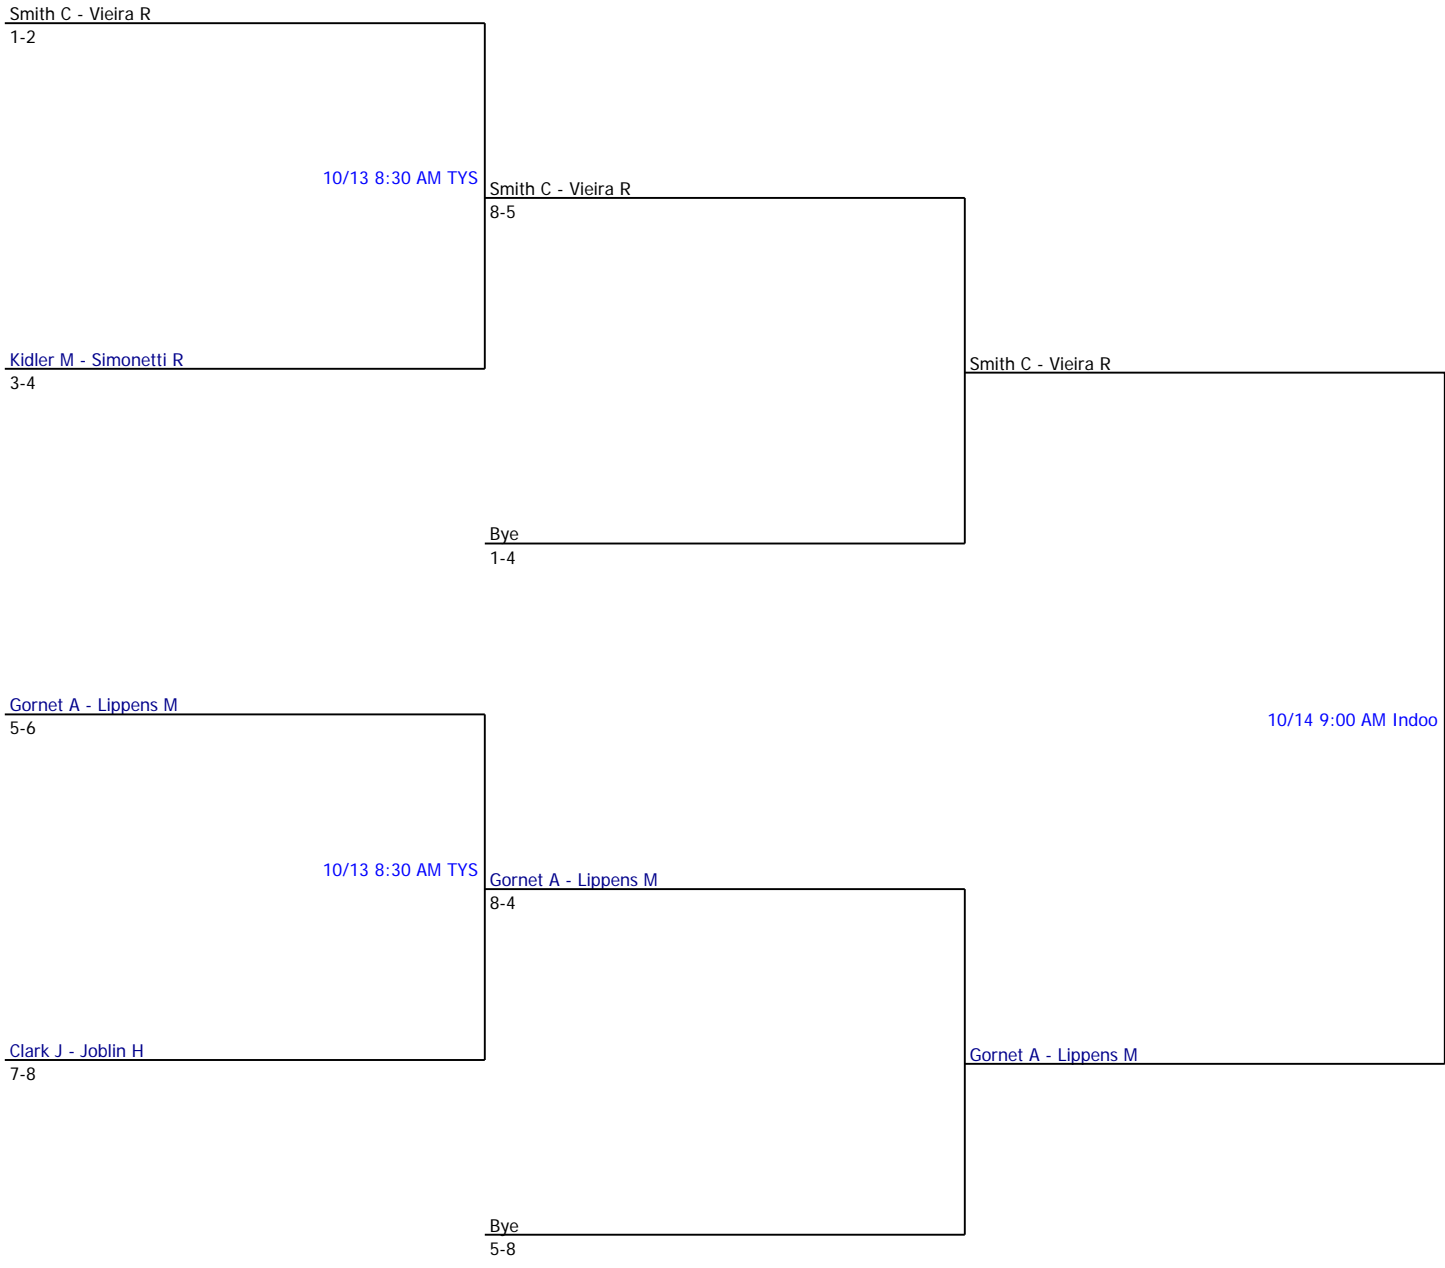 Smith C - Vieira R
1-2
10/13 8:30 AM TYS
Smith C - Vieira R
8-5
Kidler M - Simonetti R
3-4
Smith C - Vieira R
Bye
1-4
Gornet A - Lippens M
5-6
10/14 9:00 AM Indoo
10/13 8:30 AM TYS
Gornet A - Lippens M
8-4
Clark J - Joblin H
7-8
Gornet A - Lippens M
Bye
5-8